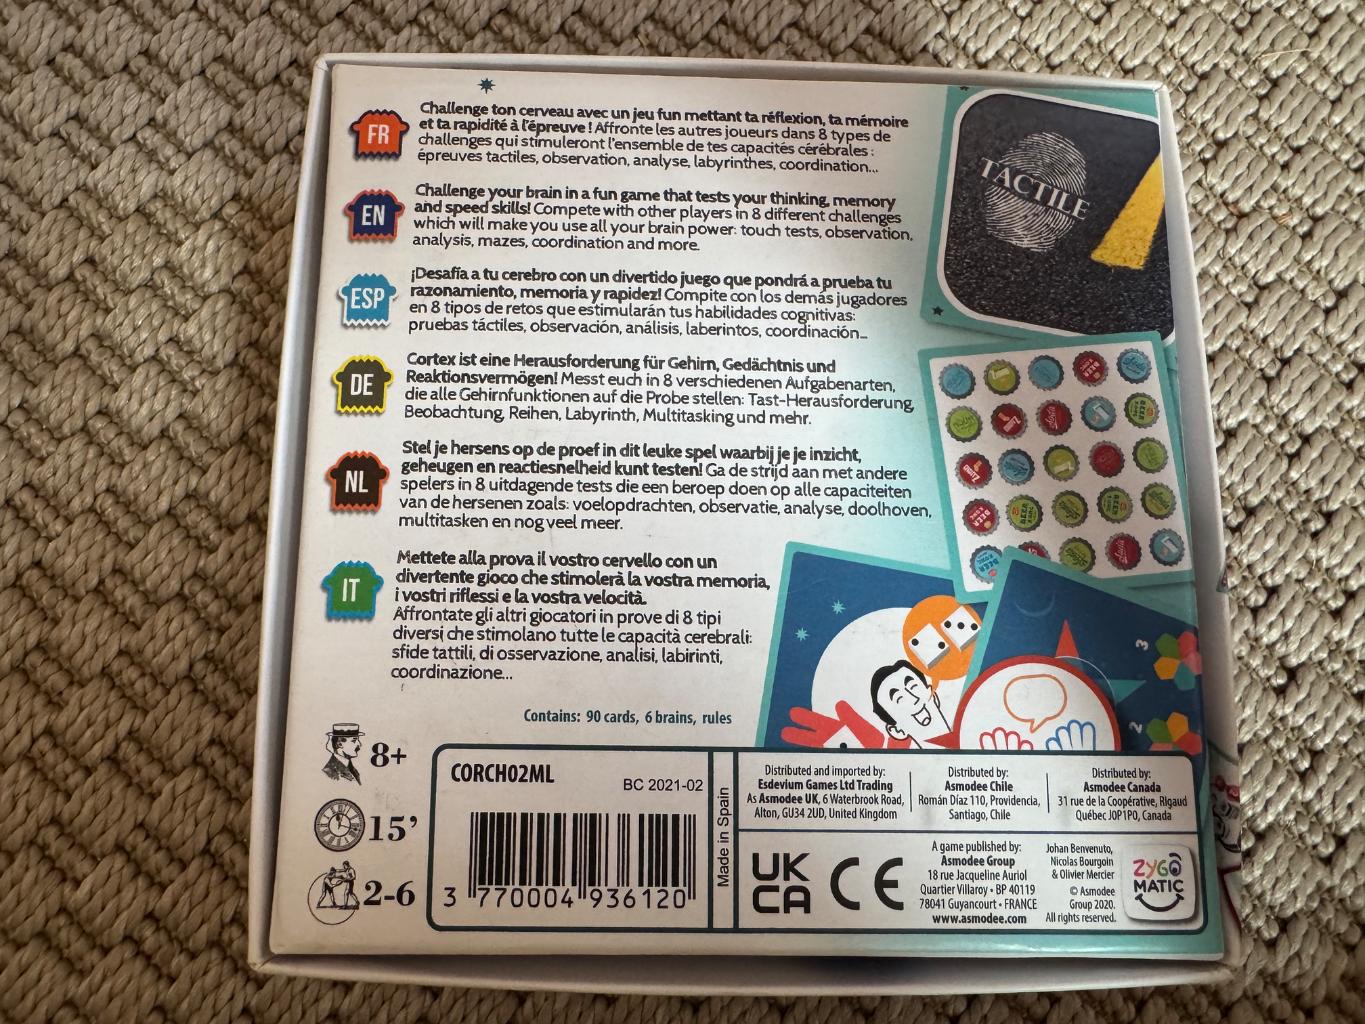 FR
Challenge ton cerveau avec un jeu fun mettant ta réflexion, ta mémoire
et ta rapidité à l'épreuve ! Affronte les autres joueurs dans 8 types de
challenges qui stimuleront l'ensemble de tes capacités cérébrales :
épreuves tactiles, observation, analyse, labyrinthes, coordination...
EN
Challenge your brain in a fun game that tests your thinking, memory
and speed skills! Compete with other players in 8 different challenges
which will make you use all your brain power: touch tests, observation,
analysis, mazes, coordination and more.
ESP
¡Desafía a tu cerebro con un divertido juego que pondrá a prueba tu
razonamiento, memoria y rapidez! Compite con los demás jugadores
en 8 tipos de retos que estimularán tus habilidades cognitivas:
pruebas táctiles, observación, análisis, laberintos, coordinación...
DE
Cortex ist eine Herausforderung für Gehirn, Gedächtnis und
Reaktionsvermögen! Messt euch in 8 verschiedenen Aufgabenarten,
die alle Gehirnfunktionen auf die Probe stellen: Tast-Herausforderung,
Beobachtung, Reihen, Labyrinth, Multitasking und mehr.
NL
Stel je hersens op de proef in dit leuke spel waarbij je je inzicht,
geheugen en reactiesnelheid kunt testen! Ga de strijd aan met andere
spelers in 8 uitdagende tests die een beroep doen op alle capaciteiten
van de hersenen zoals: voelopdrachten, observatie, analyse, doolhoven,
multitasken en nog veel meer.
IT
Mettete alla prova il vostro cervello con un
divertente gioco che stimolerà la vostra memoria,
i vostri riflessi e la vostra velocità.
Affrontate gli altri giocatori in prove di 8 tipi
diversi che stimolano tutte le capacità cerebrali:
sfide tattili, di osservazione, analisi, labirinti,
coordinazione...
Contains: 90 cards, 6 brains, rules
TACTILE
3
2
8+
15'
2-6
CORCH02ML
BC 2021-02
3 770004 936120
Made in Spain
Distributed and imported by:
Esdevium Games Ltd Trading
As Asmodee UK, 6 Waterbrook Road,
Alton, GU34 2UD, United Kingdom
Distributed by:
Asmodee Chile
Román Díaz 110, Providencia,
Santiago, Chile
Distributed by:
Asmodee Canada
31 rue de la Coopérative, Rigaud
Québec J0P1P0, Canada
UK
CA
CE
A game published by:
Asmodee Group
18 rue Jacqueline Auriol
Quartier Villaroy • BP 40119
78041 Guyancourt • FRANCE
www.asmodee.com
Johan Benvenuto,
Nicolas Bourgoin
& Olivier Mercier
© Asmodee
Group 2020.
All rights reserved.
ZYGO
MATIC